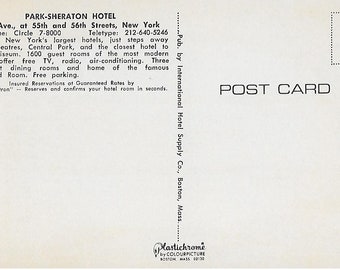 PARK-SHERATON HOTEL
Ave., at 55th and 56th Streets, New York
CIrcle 7-8000 Teletype: 212-640-5246
New York's largest hotels, just steps away
Central Park, and the closest hotel to
1600 guest rooms of the most modern
offer free TV, radio, air-conditioning. Three
dining rooms and home of the famous
Room. Free parking.
Insured Reservations at Guaranteed Rates by
-- Reserves and confirms your hotel room in seconds.
Pub. by International Hotel Supply Co., Boston, Mass.
POST CARD
Plastichrome®
by COLOURPICTURE
BOSTON, MASS 02130